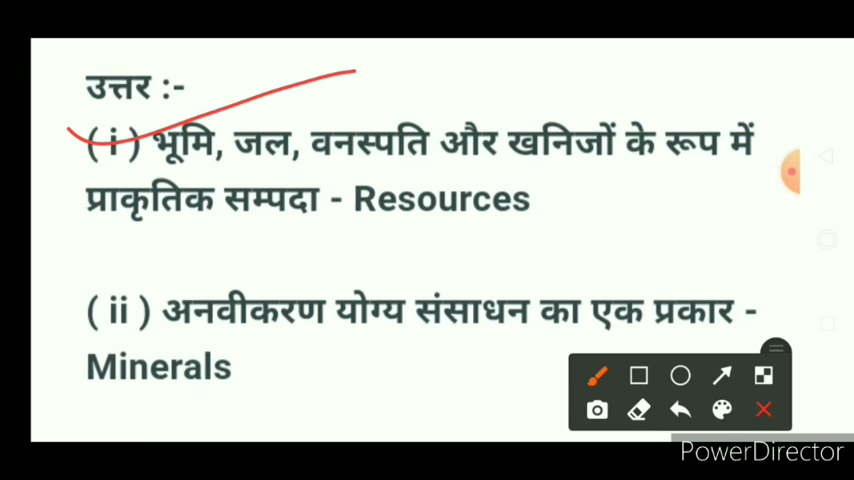 उत्तर :-
( i ) भूमि, जल, वनस्पति और खनिजों के रूप में
प्राकृतिक सम्पदा - Resources
( ii ) अनवीकरण योग्य संसाधन का एक प्रकार -
Minerals
PowerDirector